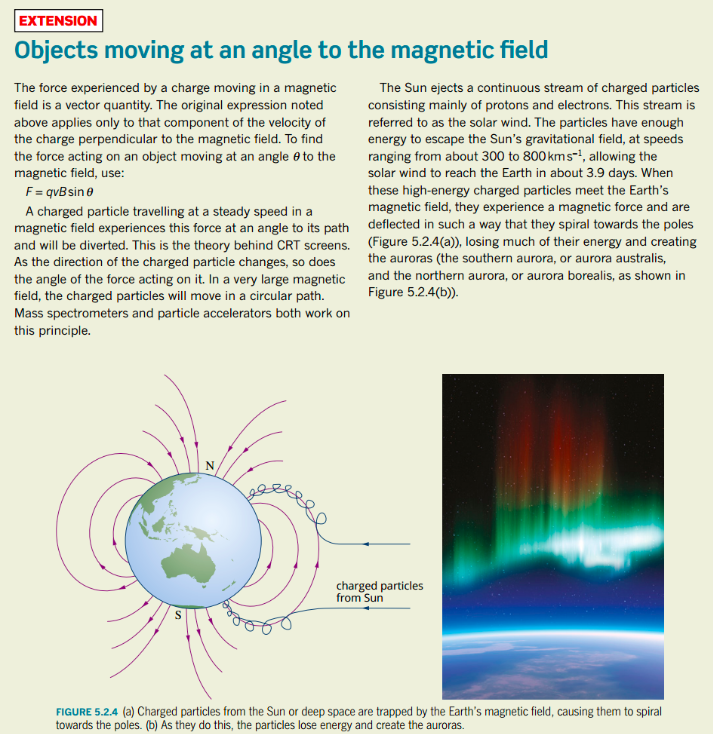 EXTENSION
Objects moving at an angle to the magnetic field
The force experienced by a charge moving in a magnetic
field is a vector quantity. The original expression noted
above applies only to that component of the velocity of
the charge perpendicular to the magnetic field. To find
the force acting on an object moving at an angle θ to the
magnetic field, use:
F = qvB sin θ
A charged particle travelling at a steady speed in a
magnetic field experiences this force at an angle to its path
and will be diverted. This is the theory behind CRT screens.
As the direction of the charged particle changes, so does
the angle of the force acting on it. In a very large magnetic
field, the charged particles will move in a circular path.
Mass spectrometers and particle accelerators both work on
this principle.
The Sun ejects a continuous stream of charged particles
consisting mainly of protons and electrons. This stream is
referred to as the solar wind. The particles have enough
energy to escape the Sun's gravitational field, at speeds
ranging from about 300 to 800 km s⁻¹, allowing the
solar wind to reach the Earth in about 3.9 days. When
these high-energy charged particles meet the Earth's
magnetic field, they experience a magnetic force and are
deflected in such a way that they spiral towards the poles
(Figure 5.2.4(a)), losing much of their energy and creating
the auroras (the southern aurora, or aurora australis,
and the northern aurora, or aurora borealis, as shown in
Figure 5.2.4(b)).
N
charged particles
from Sun
S
FIGURE 5.2.4 (a) Charged particles from the Sun or deep space are trapped by the Earth's magnetic field, causing them to spiral
towards the poles. (b) As they do this, the particles lose energy and create the auroras.